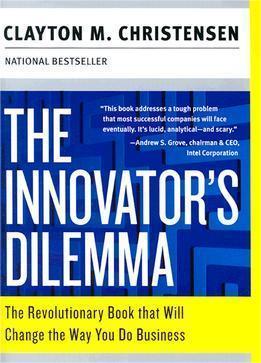 CLAYTON M. CHRISTENSEN
NATIONAL BESTSELLER
"This book addresses a tough problem
that most successful companies will face
eventually. It's lucid, analytical—and scary."
—Andrew S. Grove, chairman & CEO,
Intel Corporation
THE
INNOVATOR'S
DILEMMA
The Revolutionary Book that Will
Change the Way You Do Business